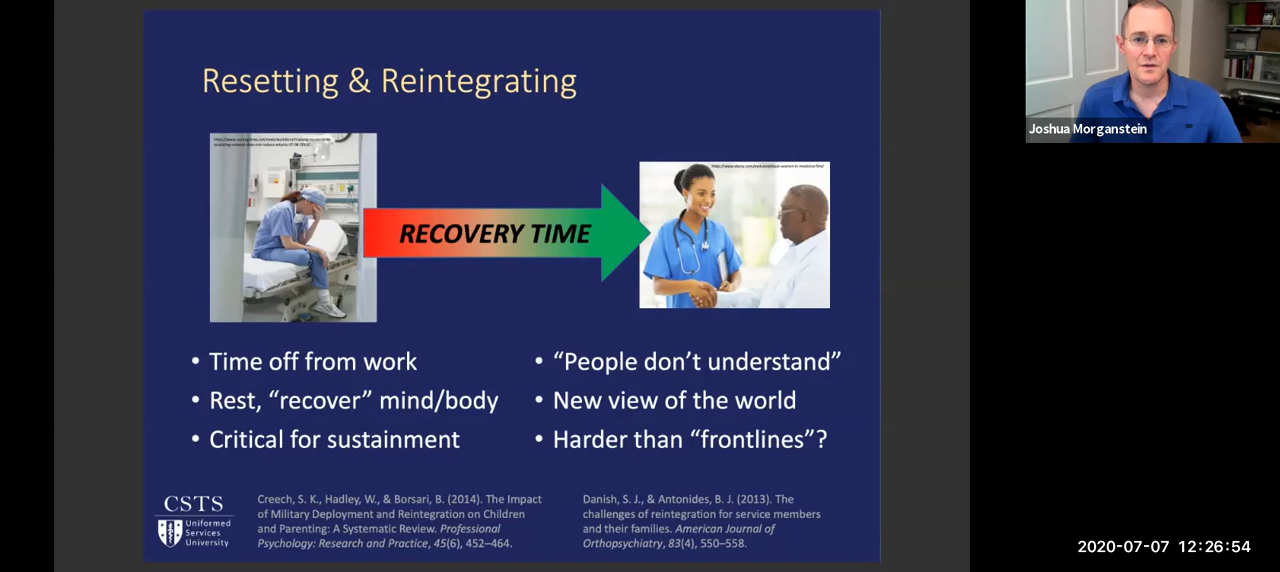 Resetting & Reintegrating
RECOVERY TIME
• Time off from work
• Rest, “recover” mind/body
• Critical for sustainment
• “People don’t understand”
• New view of the world
• Harder than “frontlines”?
CSTS
Uniformed
Services
University
Creech, S. K., Hadley, W., & Borsari, B. (2014). The Impact
of Military Deployment and Reintegration on Children
and Parenting: A Systematic Review. Professional
Psychology: Research and Practice, 45(6), 452–464.
Danish, S. J., & Antonides, B. J. (2013). The
challenges of reintegration for service members
and their families. American Journal of
Orthopsychiatry, 83(4), 550–558.
Joshua Morganstein
2020-07-07 12:26:54